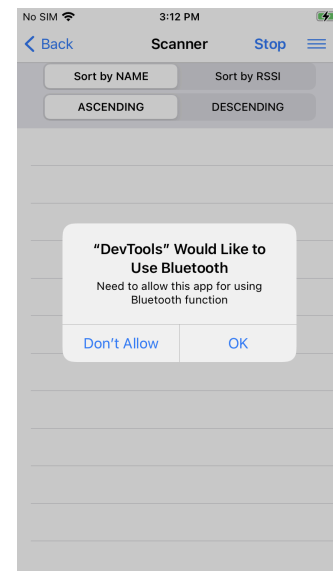 No SIM 3:12 PM
Back Scanner Stop
Sort by NAME Sort by RSSI
ASCENDING DESCENDING
“DevTools” Would Like to
Use Bluetooth
Need to allow this app for using
Bluetooth function
Don’t Allow OK